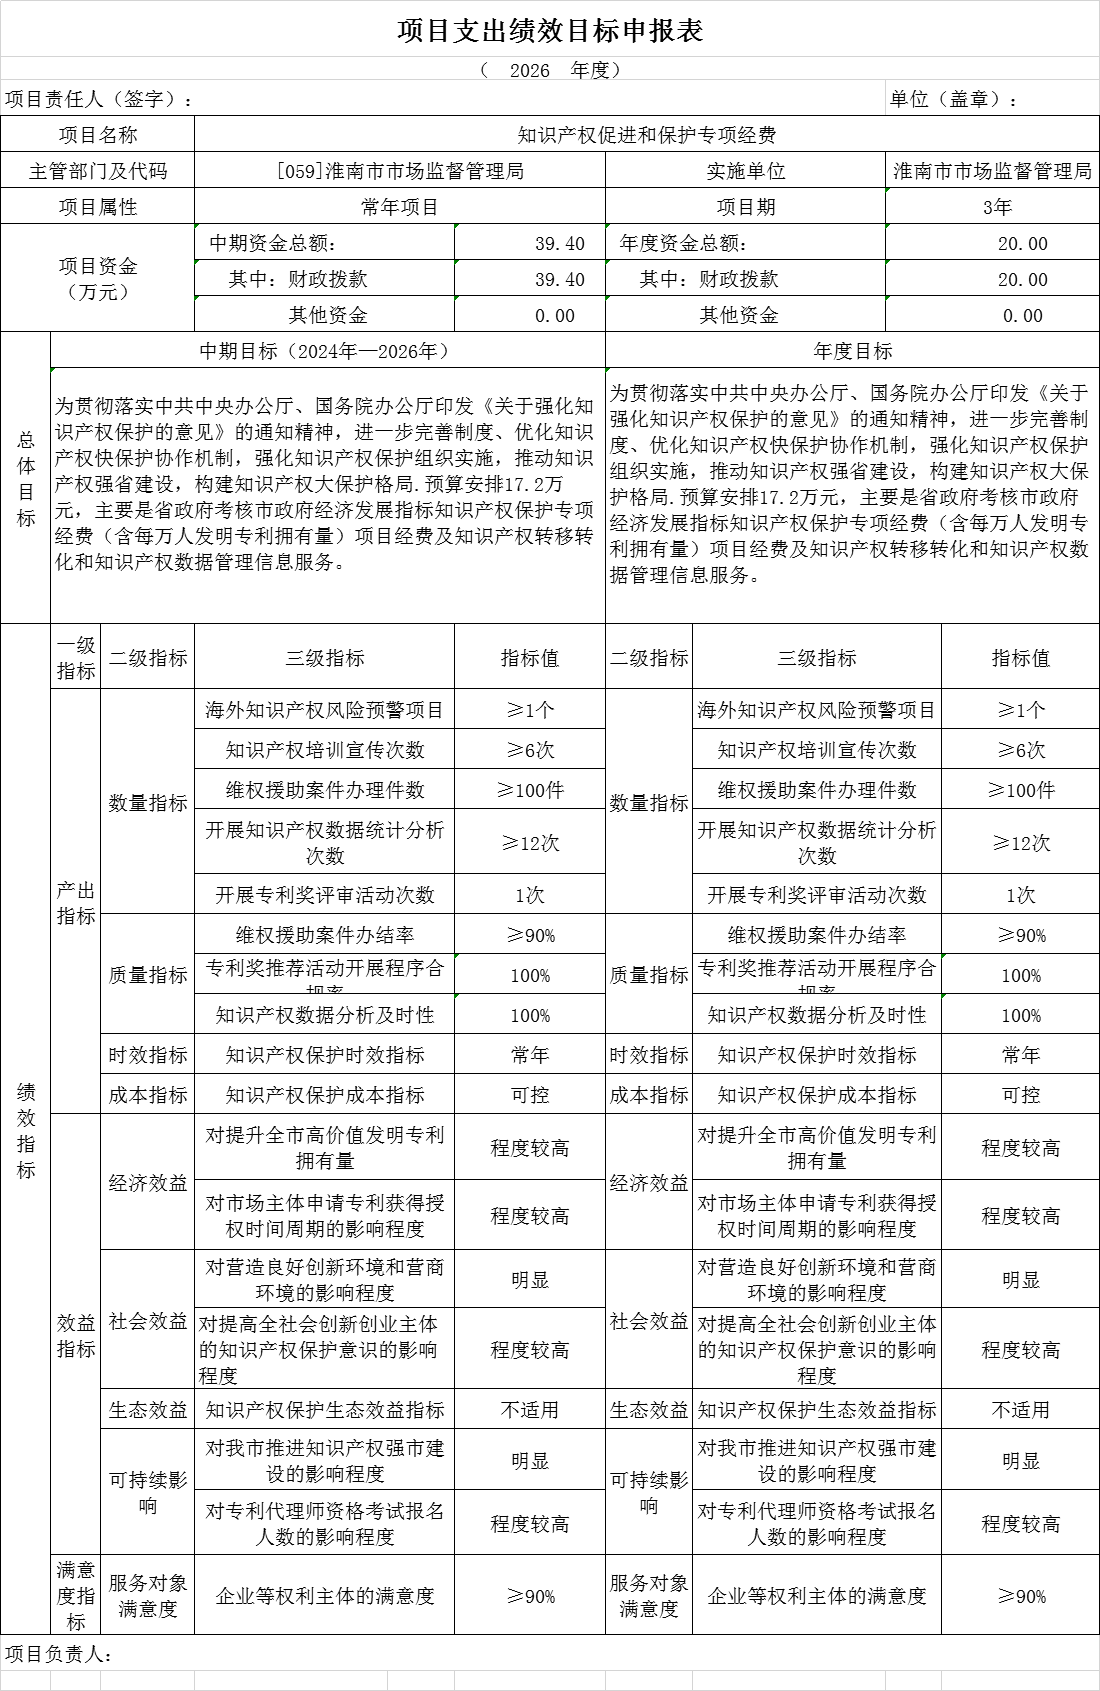 项目支出绩效目标申报表
（ 2026 年度）
项目责任人（签字）： 单位（盖章）：
项目名称 知识产权促进和保护专项经费
主管部门及代码 [059]淮南市市场监督管理局 实施单位 淮南市市场监督管理局
项目属性 常年项目 项目期 3年
项目资金
（万元）
中期资金总额： 39.40 年度资金总额： 20.00
其中：财政拨款 39.40 其中：财政拨款 20.00
其他资金 0.00 其他资金 0.00
总体目标
中期目标（2024年—2026年） 年度目标
为贯彻落实中共中央办公厅、国务院办公厅印发《关于强化知
识产权保护的意见》的通知精神，进一步完善制度、优化知识
产权快保护协作机制，强化知识产权保护组织实施，推动知识
产权强省建设，构建知识产权大保护格局.预算安排17.2万
元，主要是省政府考核市政府经济发展指标知识产权保护专项
经费（含每万人发明专利拥有量）项目经费及知识产权转移转
化和知识产权数据管理信息服务。
为贯彻落实中共中央办公厅、国务院办公厅印发《关于
强化知识产权保护的意见》的通知精神，进一步完善制
度、优化知识产权快保护协作机制，强化知识产权保护
组织实施，推动知识产权强省建设，构建知识产权大保
护格局.预算安排17.2万元，主要是省政府考核市政府
经济发展指标知识产权保护专项经费（含每万人发明专
利拥有量）项目经费及知识产权转移转化和知识产权数
据管理信息服务。
绩效指标
一级
指标
二级指标 三级指标 指标值 二级指标 三级指标 指标值
产出
指标
数量指标
海外知识产权风险预警项目 ≥1个
知识产权培训宣传次数 ≥6次
维权援助案件办理件数 ≥100件
开展知识产权数据统计分析
次数
≥12次
开展专利奖评审活动次数 1次
数量指标
海外知识产权风险预警项目 ≥1个
知识产权培训宣传次数 ≥6次
维权援助案件办理件数 ≥100件
开展知识产权数据统计分析
次数
≥12次
开展专利奖评审活动次数 1次
质量指标
维权援助案件办结率 ≥90%
专利奖推荐活动开展程序合
规率
100%
知识产权数据分析及时性 100%
质量指标
维权援助案件办结率 ≥90%
专利奖推荐活动开展程序合
规率
100%
知识产权数据分析及时性 100%
时效指标 知识产权保护时效指标 常年 时效指标 知识产权保护时效指标 常年
成本指标 知识产权保护成本指标 可控 成本指标 知识产权保护成本指标 可控
效益
指标
经济效益
对提升全市高价值发明专利
拥有量
程度较高
对市场主体申请专利获得授
权时间周期的影响程度
程度较高
经济效益
对提升全市高价值发明专利
拥有量
程度较高
对市场主体申请专利获得授
权时间周期的影响程度
程度较高
社会效益
对营造良好创新环境和营商
环境的影响程度
明显
对提高全社会创新创业主体
的知识产权保护意识的影响
程度
程度较高
社会效益
对营造良好创新环境和营商
环境的影响程度
明显
对提高全社会创新创业主体
的知识产权保护意识的影响
程度
程度较高
生态效益 知识产权保护生态效益指标 不适用 生态效益 知识产权保护生态效益指标 不适用
可持续影
响
对我市推进知识产权强市建
设的影响程度
明显
对专利代理师资格考试报名
人数的影响程度
程度较高
可持续影
响
对我市推进知识产权强市建
设的影响程度
明显
对专利代理师资格考试报名
人数的影响程度
程度较高
满意
度指
标
服务对象
满意度
企业等权利主体的满意度 ≥90%
服务对象
满意度
企业等权利主体的满意度 ≥90%
项目负责人：